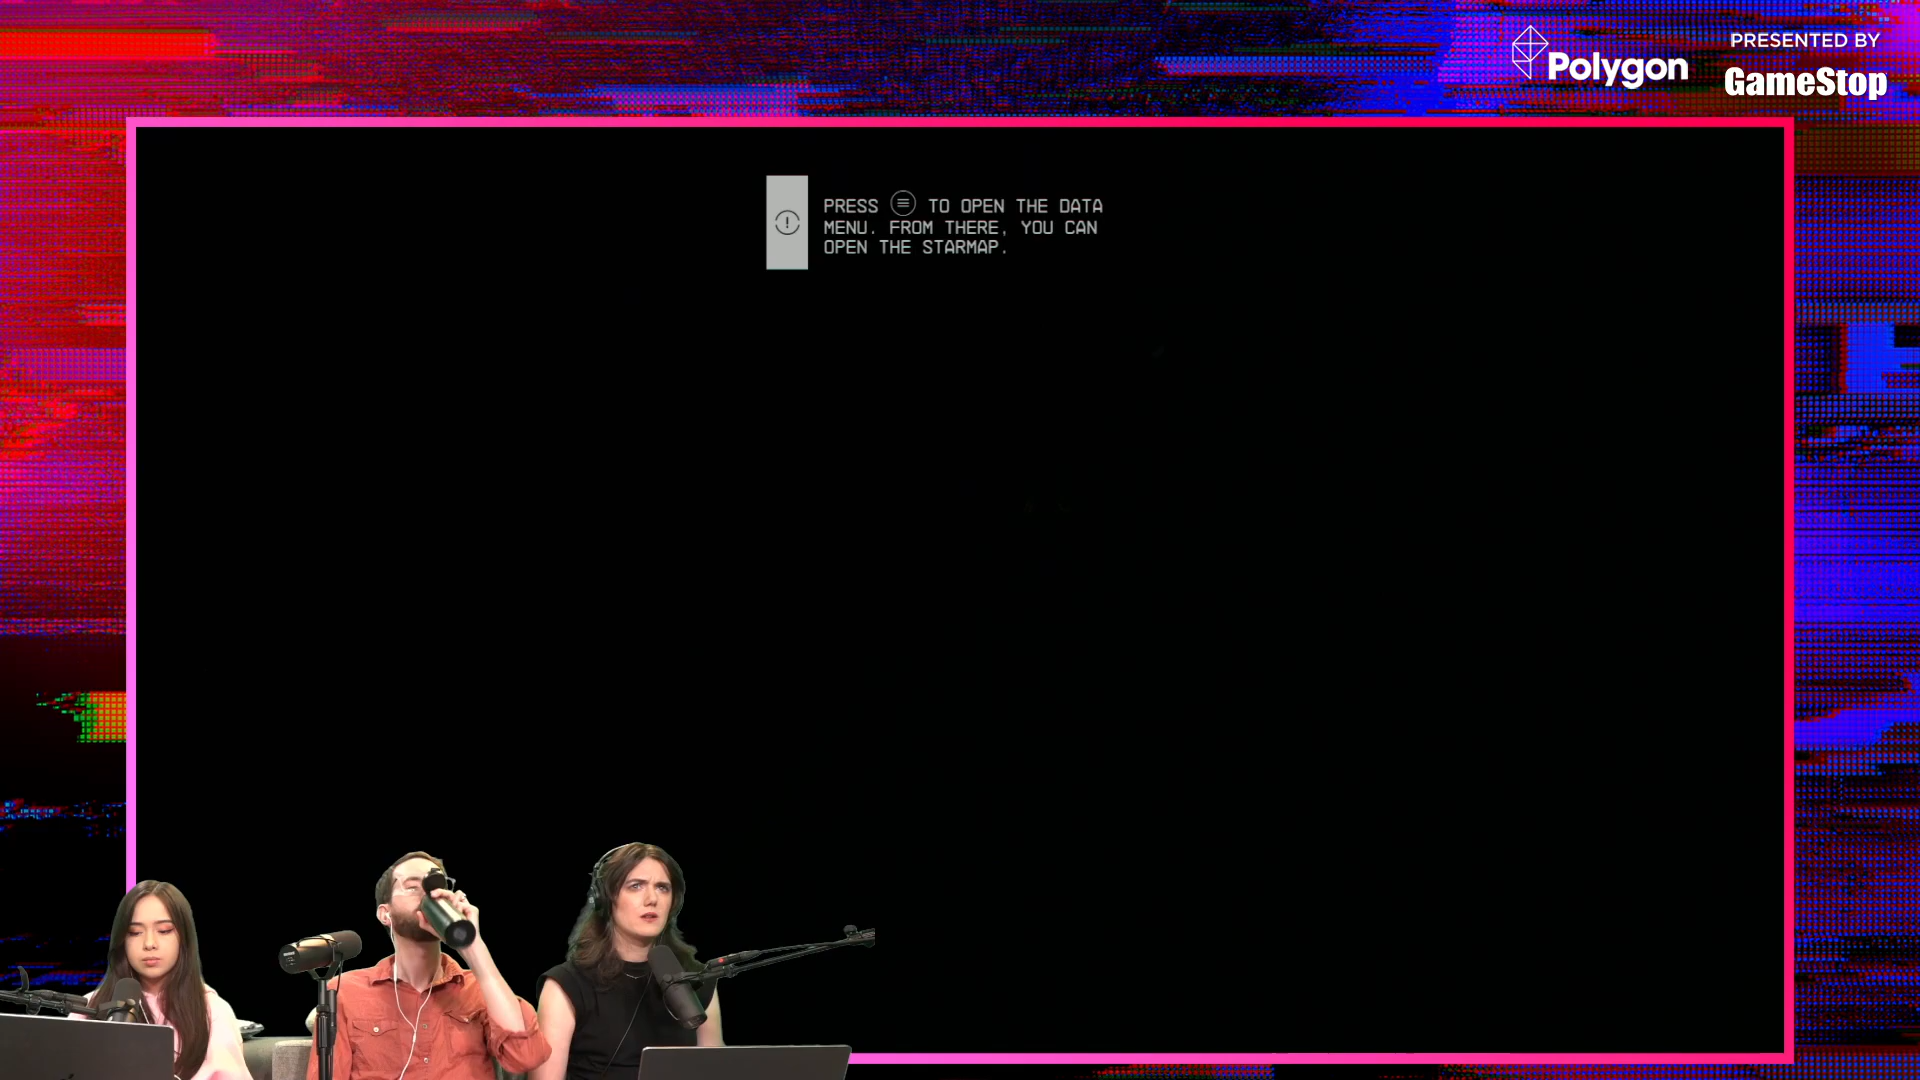 Polygon
PRESENTED BY
GameStop
PRESS TO OPEN THE DATA
MENU. FROM THERE, YOU CAN
OPEN THE STARMAP.